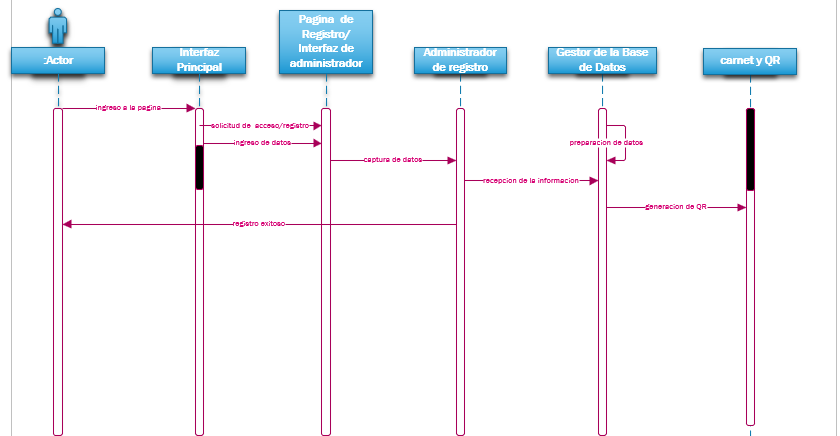 :Actor
Interfaz
Principal
Pagina de
Registro/
Interfaz de
administrador
Administrador
de registro
Gestor de la Base
de Datos
carnet y QR
ingreso a la pagina
solicitud de acceso/registro
preparacion de datos
ingreso de datos
captura de datos
recepcion de la informacion
generacion de QR
registro exitoso